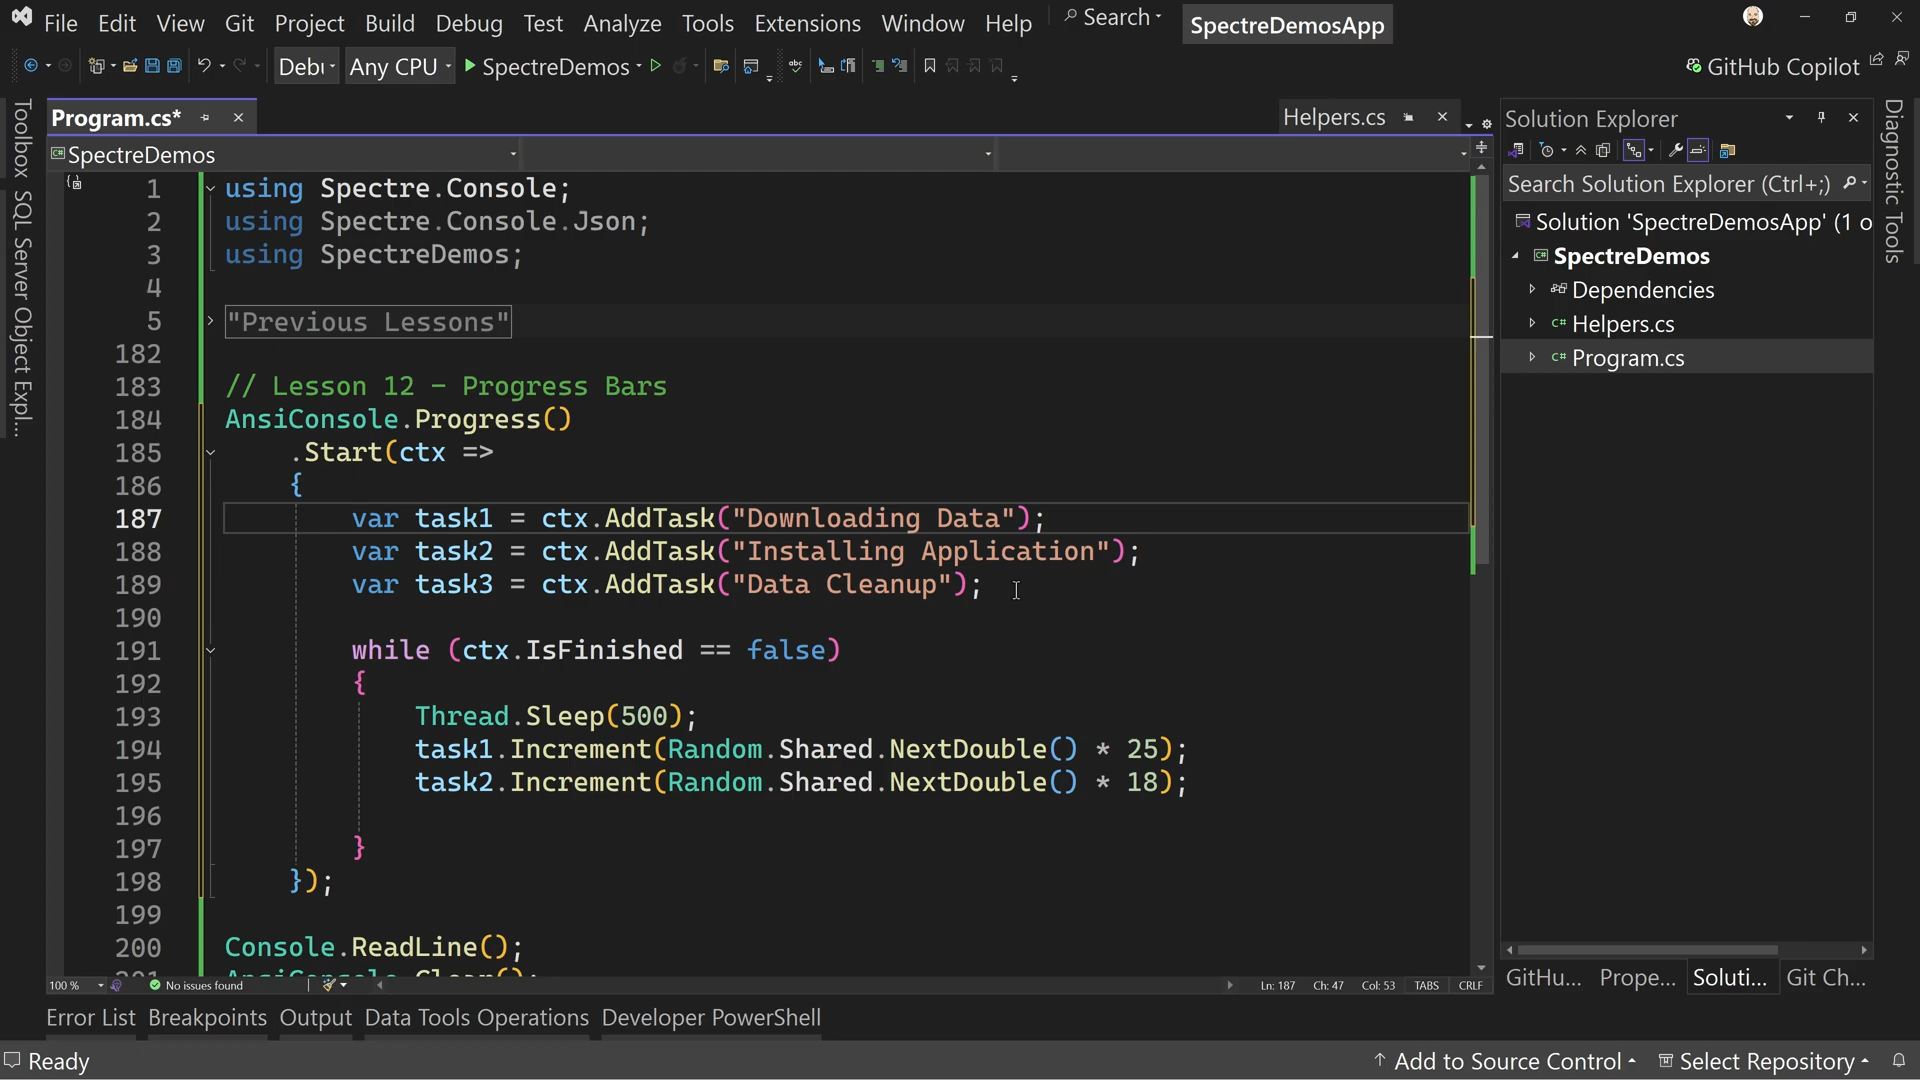 File Edit View Git Project Build Debug Test Analyze Tools Extensions Window Help Search SpectreDemosApp
Any CPU SpectreDemos GitHub Copilot
Toolbox
SQL Server Object Expl...
Program.cs*
Helpers.cs
SpectreDemos
1 using Spectre.Console;
2 using Spectre.Console.Json;
3 using SpectreDemos;
4
5 "Previous Lessons"
182
183 // Lesson 12 - Progress Bars
184 AnsiConsole.Progress()
185 .Start(ctx =>
186 {
187 var task1 = ctx.AddTask("Downloading Data");
188 var task2 = ctx.AddTask("Installing Application");
189 var task3 = ctx.AddTask("Data Cleanup");
190
191 while (ctx.IsFinished == false)
192 {
193 Thread.Sleep(500);
194 task1.Increment(Random.Shared.NextDouble() * 25);
195 task2.Increment(Random.Shared.NextDouble() * 18);
196
197 }
198 });
199
200 Console.ReadLine();
201 AnsiConsole.Clear();
100 % No issues found Ln: 187 Ch: 47 Col: 53 TABS CRLF
Solution Explorer
Search Solution Explorer (Ctrl+;)
Solution 'SpectreDemosApp' (1 o
SpectreDemos
Dependencies
Helpers.cs
Program.cs
GitHu... Prope... Soluti... Git Ch...
Diagnostic Tools
Error List Breakpoints Output Data Tools Operations Developer PowerShell
Ready Add to Source Control Select Repository